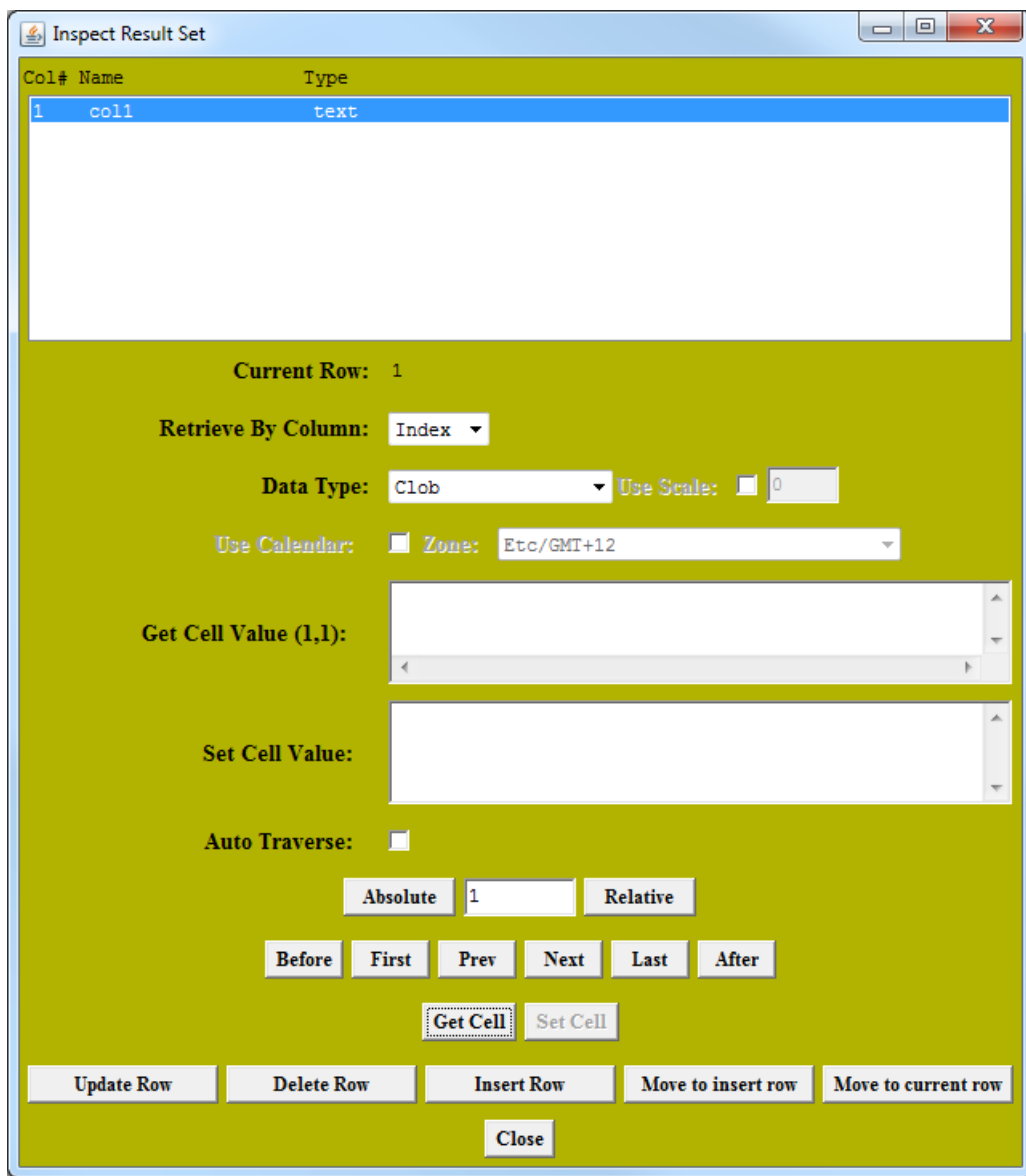 Inspect Result Set
Col# Name Type
1 col1 text
Current Row: 1
Retrieve By Column: Index
Data Type: Clob Use Scale: 0
Use Calendar: Zone: Etc/GMT+12
Get Cell Value (1,1):
Set Cell Value:
Auto Traverse:
Absolute 1 Relative
Before First Prev Next Last After
Get Cell Set Cell
Update Row Delete Row Insert Row Move to insert row Move to current row
Close